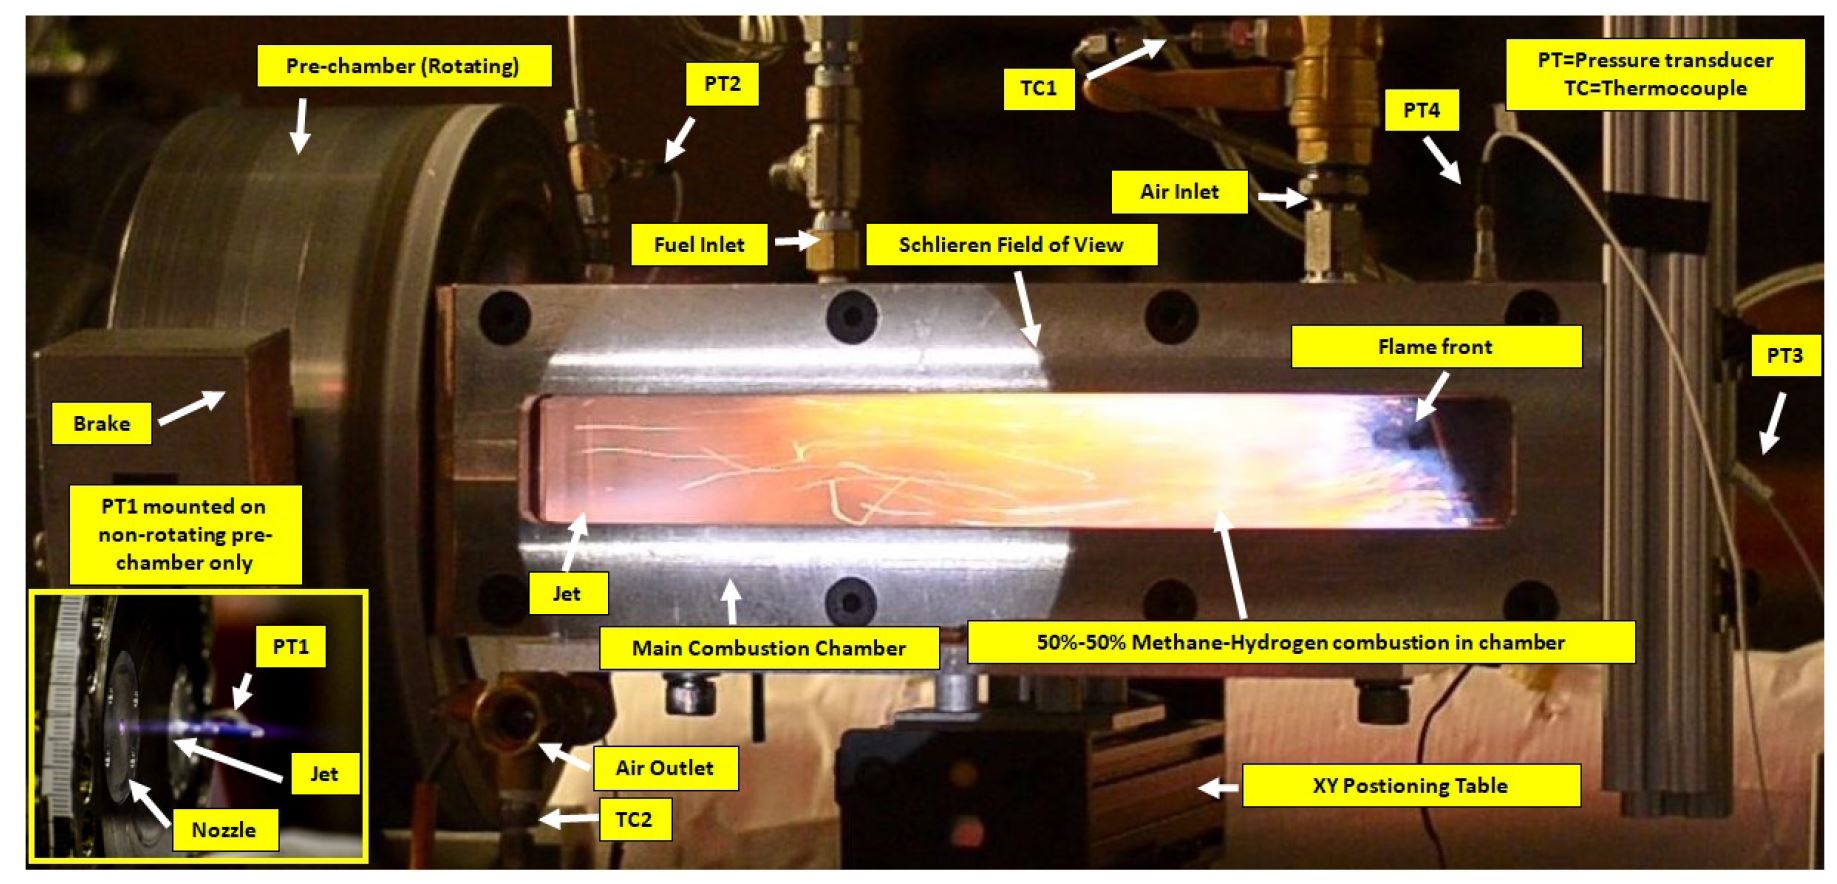 Pre-chamber (Rotating)
PT2
TC1
PT=Pressure transducer
TC=Thermocouple
PT4
Air Inlet
Fuel Inlet
Schlieren Field of View
Flame front
PT3
Brake
PT1 mounted on
non-rotating pre-
chamber only
Jet
Main Combustion Chamber
50%-50% Methane-Hydrogen combustion in chamber
PT1
Jet
Nozzle
Air Outlet
TC2
XY Postioning Table